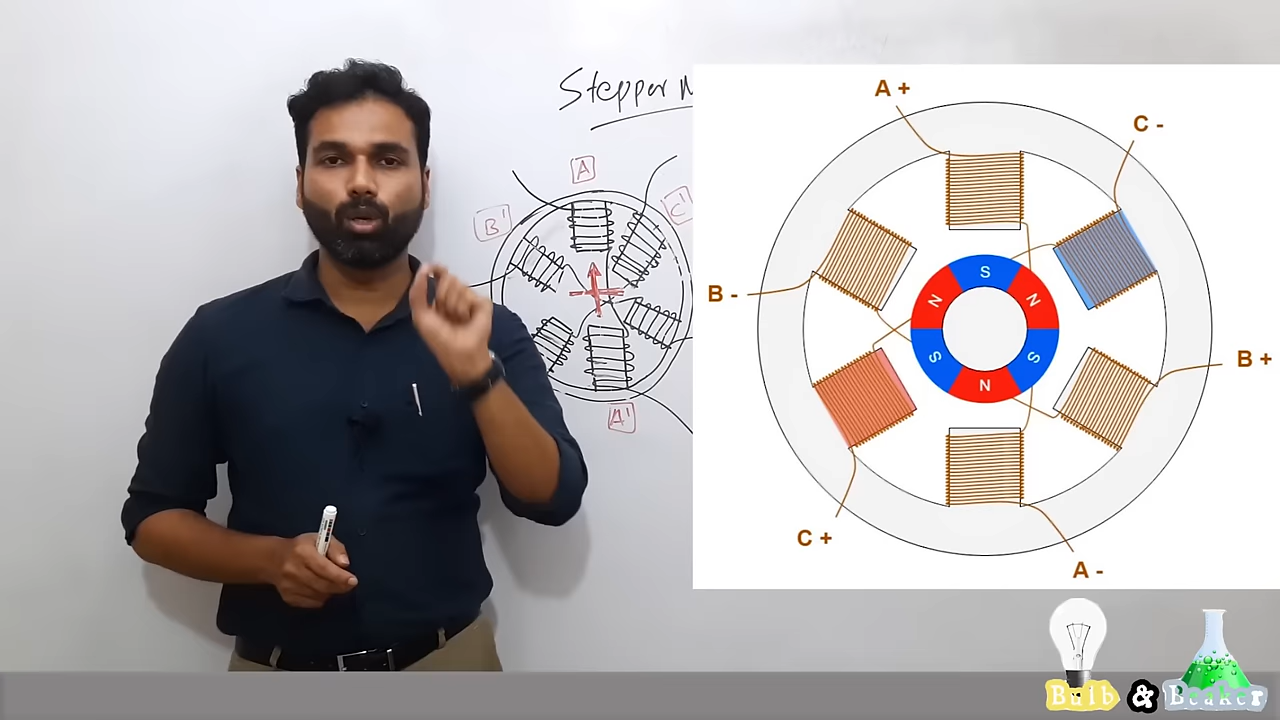 Stepper M
A
B'
C'
A'
A +
C -
B -
B +
C +
A -
S
N
N
S
S
N
Bulb & Beaker